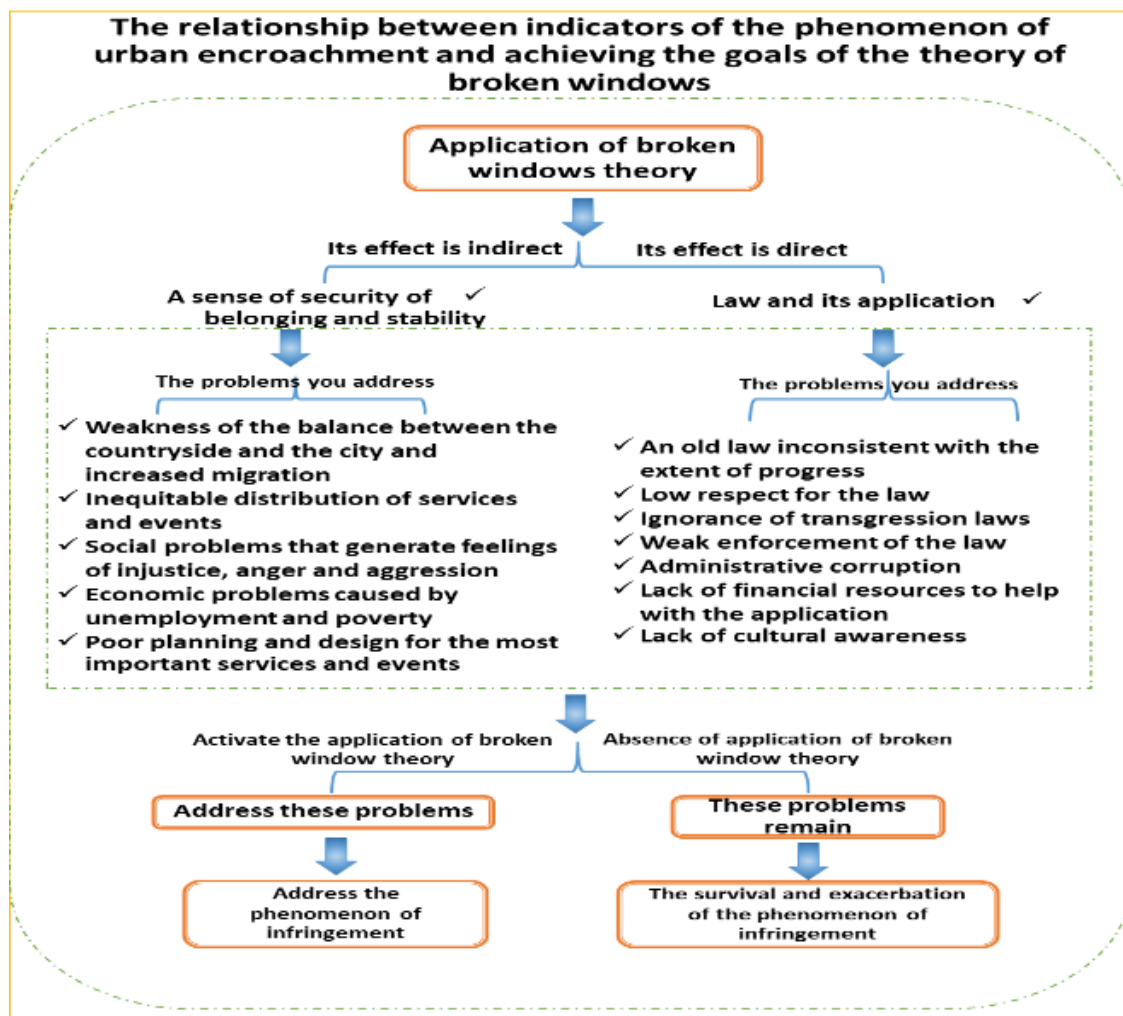 The relationship between indicators of the phenomenon of
urban encroachment and achieving the goals of the theory of
broken windows
Application of broken
windows theory
Its effect is indirect
Its effect is direct
A sense of security of ✓
belonging and stability
Law and its application ✓
The problems you address
✓ Weakness of the balance between the
countryside and the city and
increased migration
✓ Inequitable distribution of services
and events
✓ Social problems that generate feelings
of injustice, anger and aggression
✓ Economic problems caused by
unemployment and poverty
✓ Poor planning and design for the most
important services and events
The problems you address
✓ An old law inconsistent with the
extent of progress
✓ Low respect for the law
✓ Ignorance of transgression laws
✓ Weak enforcement of the law
✓ Administrative corruption
✓ Lack of financial resources to help
with the application
✓ Lack of cultural awareness
Activate the application of broken
window theory
Absence of application of broken
window theory
Address these problems
These problems
remain
Address the
phenomenon of
infringement
The survival and exacerbation
of the phenomenon of
infringement